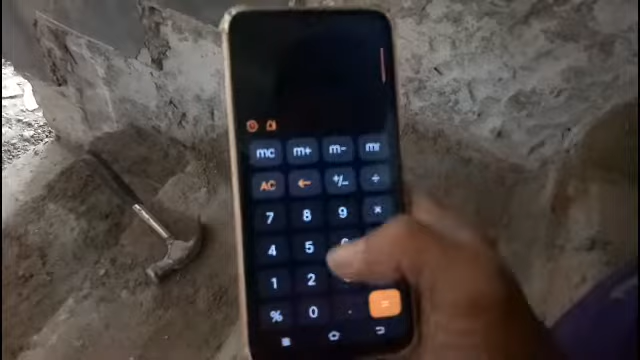 mc m+ m- mr
AC ← +/- ÷
7 8 9 ×
4 5
1 2
% 0 . =